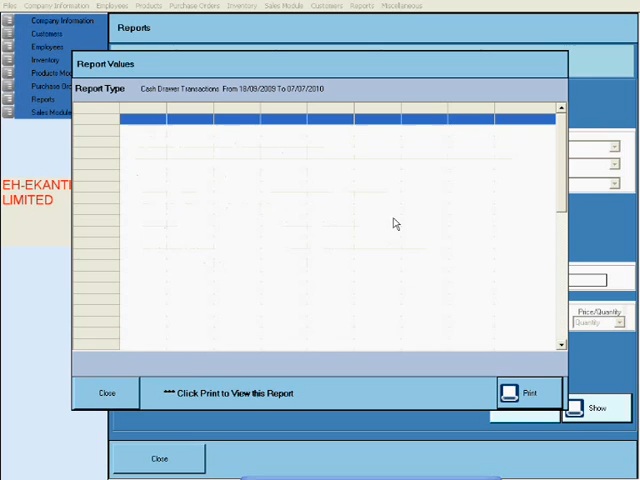 Files Company Information Employees Products Purchase Orders Inventory Sales Module Customers Reports Miscellaneous
Company Information
Customers
Employees
Inventory
Products Mod
Purchase Ord
Reports
Sales Module
EH-EKANTI
LIMITED
Reports
Report Values
Report Type Cash Drawer Transactions From 18/09/2009 To 07/07/2010
Price/Quantity
Quantity
Close *** Click Print to View this Report Print
Show
Close